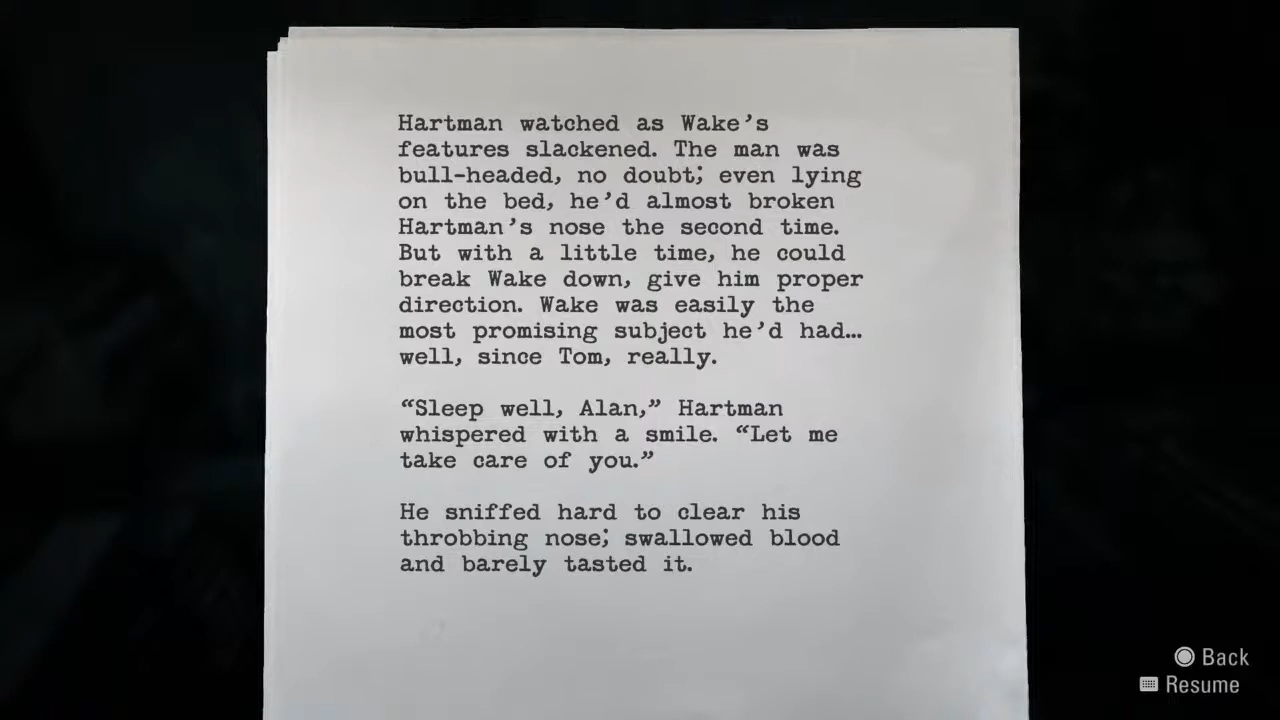 Hartman watched as Wake’s
features slackened. The man was
bull-headed, no doubt; even lying
on the bed, he’d almost broken
Hartman’s nose the second time.
But with a little time, he could
break Wake down, give him proper
direction. Wake was easily the
most promising subject he’d had…
well, since Tom, really.
“Sleep well, Alan,” Hartman
whispered with a smile. “Let me
take care of you.”
He sniffed hard to clear his
throbbing nose; swallowed blood
and barely tasted it.
Back
Resume